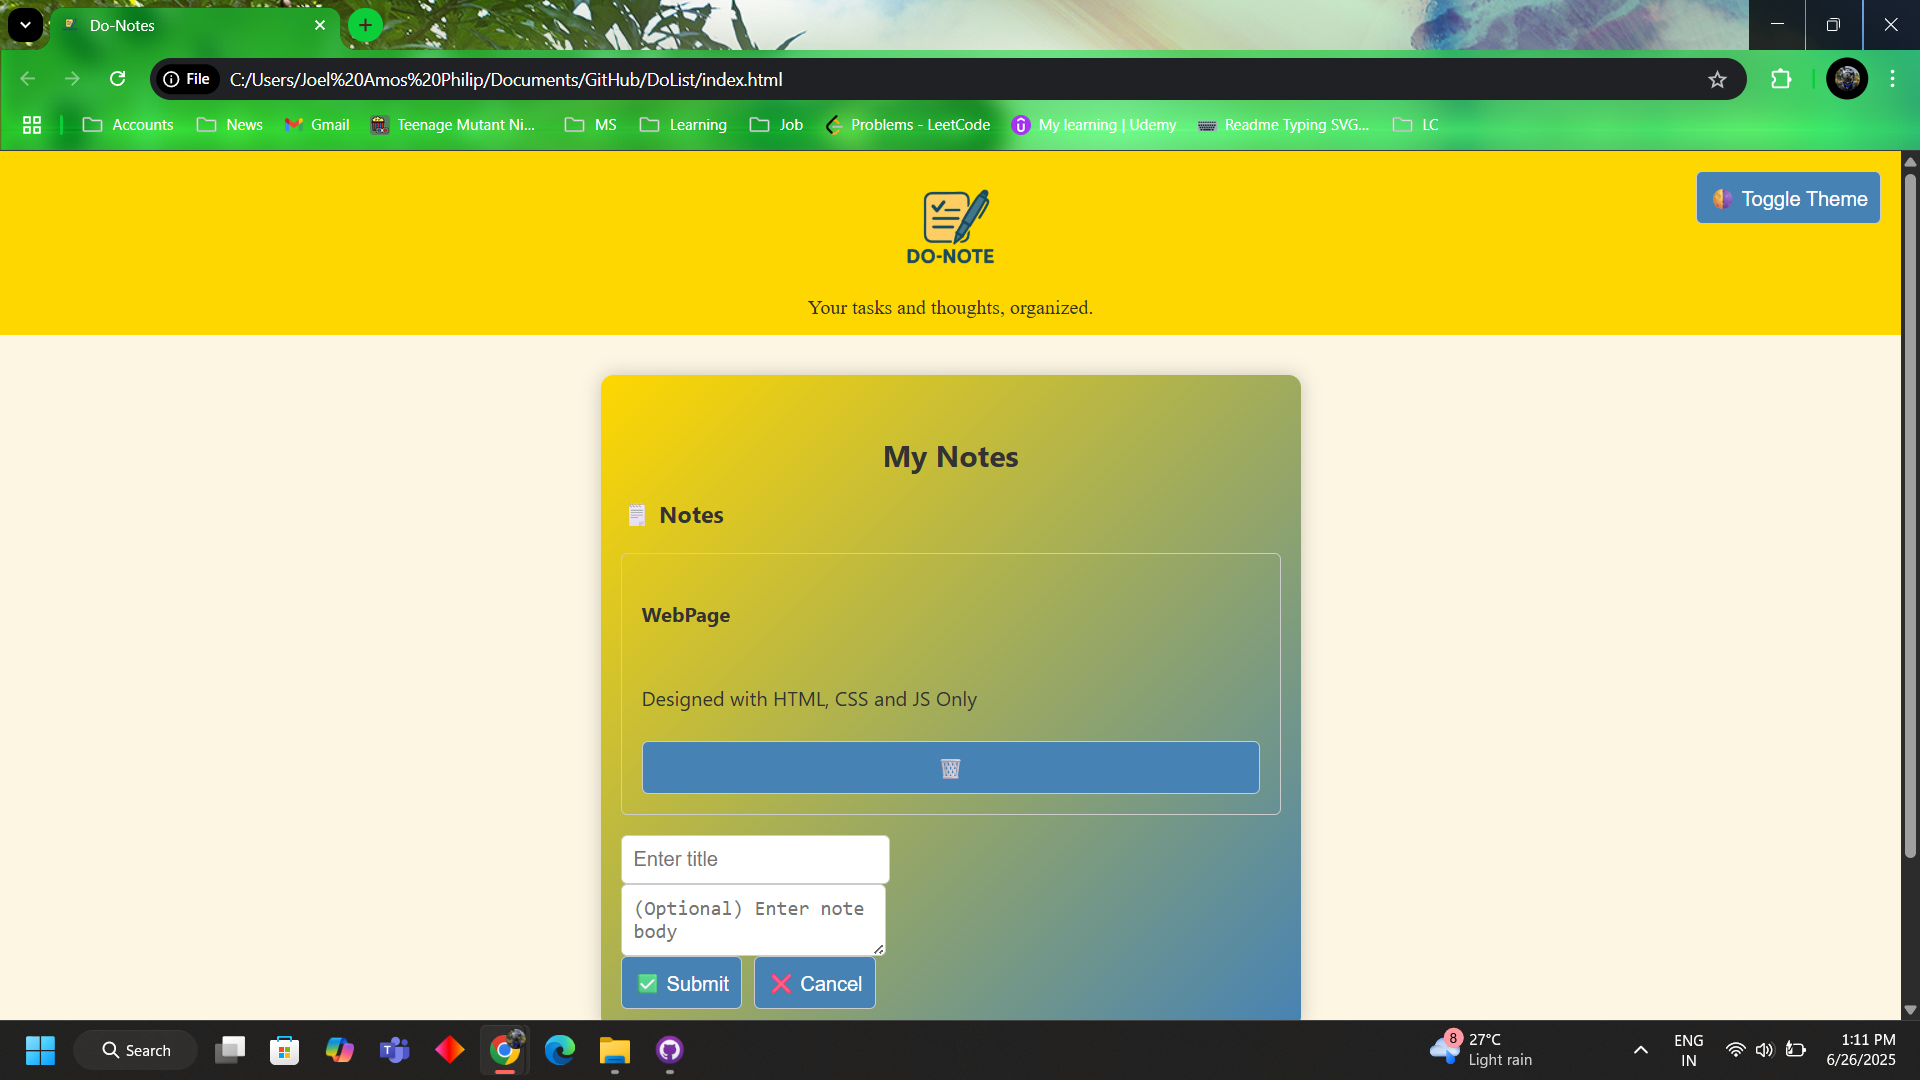 Do-Notes
File C:/Users/Joel%20Amos%20Philip/Documents/GitHub/DoList/index.html
Accounts News Gmail Teenage Mutant Ni... MS Learning Job Problems - LeetCode My learning | Udemy Readme Typing SVG... LC
Toggle Theme
DO-NOTE
Your tasks and thoughts, organized.
My Notes
Notes
WebPage
Designed with HTML, CSS and JS Only
Enter title
(Optional) Enter note
body
Submit Cancel
Search
8 27°C
Light rain
ENG
IN
1:11 PM
6/26/2025